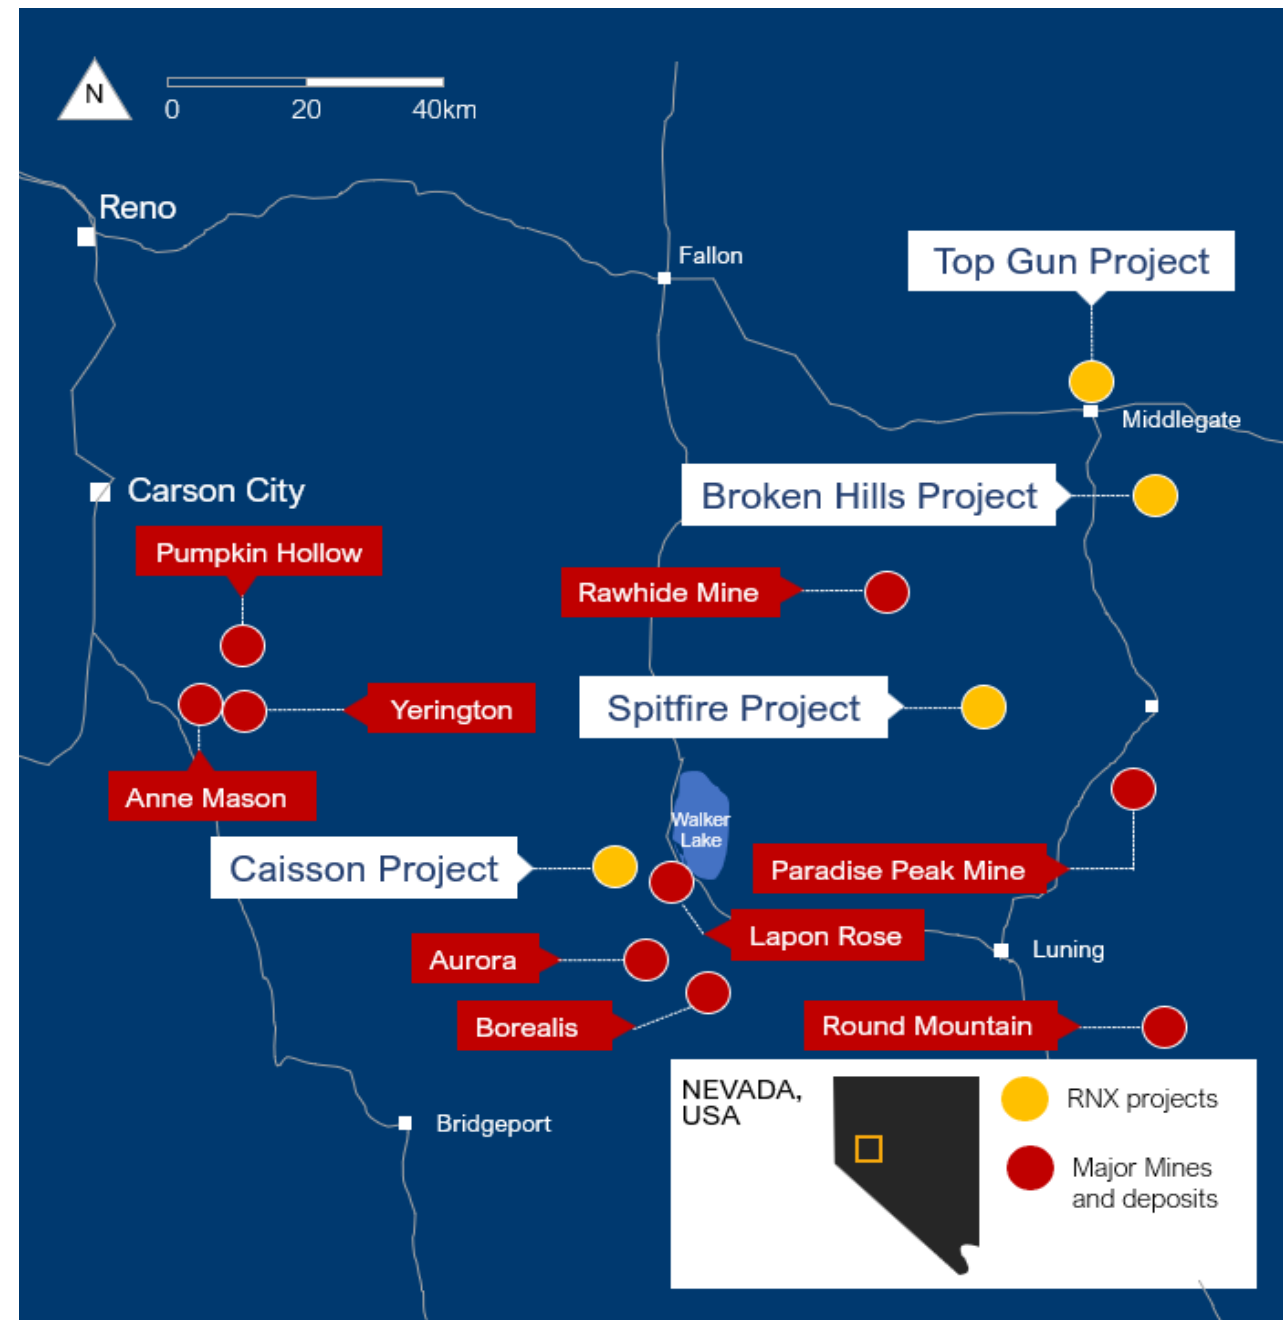 N
0 20 40km
Reno
Fallon
Top Gun Project
Middlegate
Carson City
Broken Hills Project
Pumpkin Hollow
Rawhide Mine
Yerington
Spitfire Project
Anne Mason
Walker
Lake
Caisson Project
Paradise Peak Mine
Lapon Rose
Aurora
Luning
Borealis
Round Mountain
NEVADA,
USA
RNX projects
Major Mines
and deposits
Bridgeport